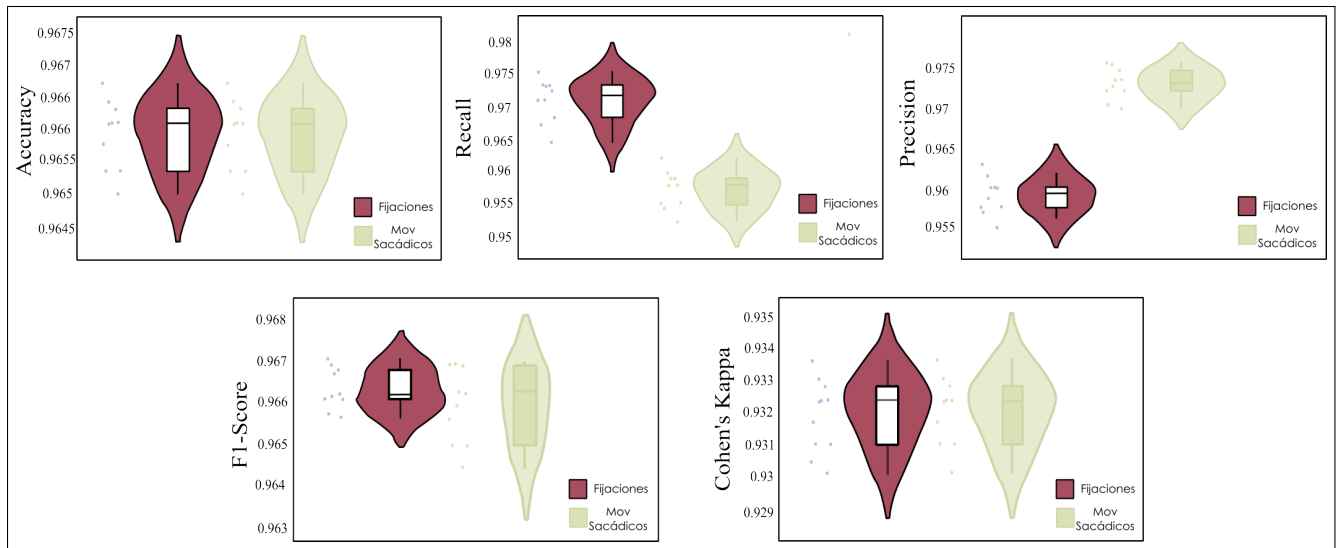 Accuracy
0.9675
0.967
0.966
0.966
0.9655
0.965
0.9645
Fijaciones
Mov
Sacádicos
Recall
0.98
0.975
0.97
0.965
0.96
0.955
0.95
Fijaciones
Mov
Sacádicos
Precision
0.975
0.97
0.965
0.96
0.955
Fijaciones
Mov
Sacádicos
F1-Score
0.968
0.967
0.966
0.965
0.964
0.963
Fijaciones
Mov
Sacádicos
Cohen's Kappa
0.935
0.934
0.933
0.932
0.931
0.93
0.929
Fijaciones
Mov
Sacádicos